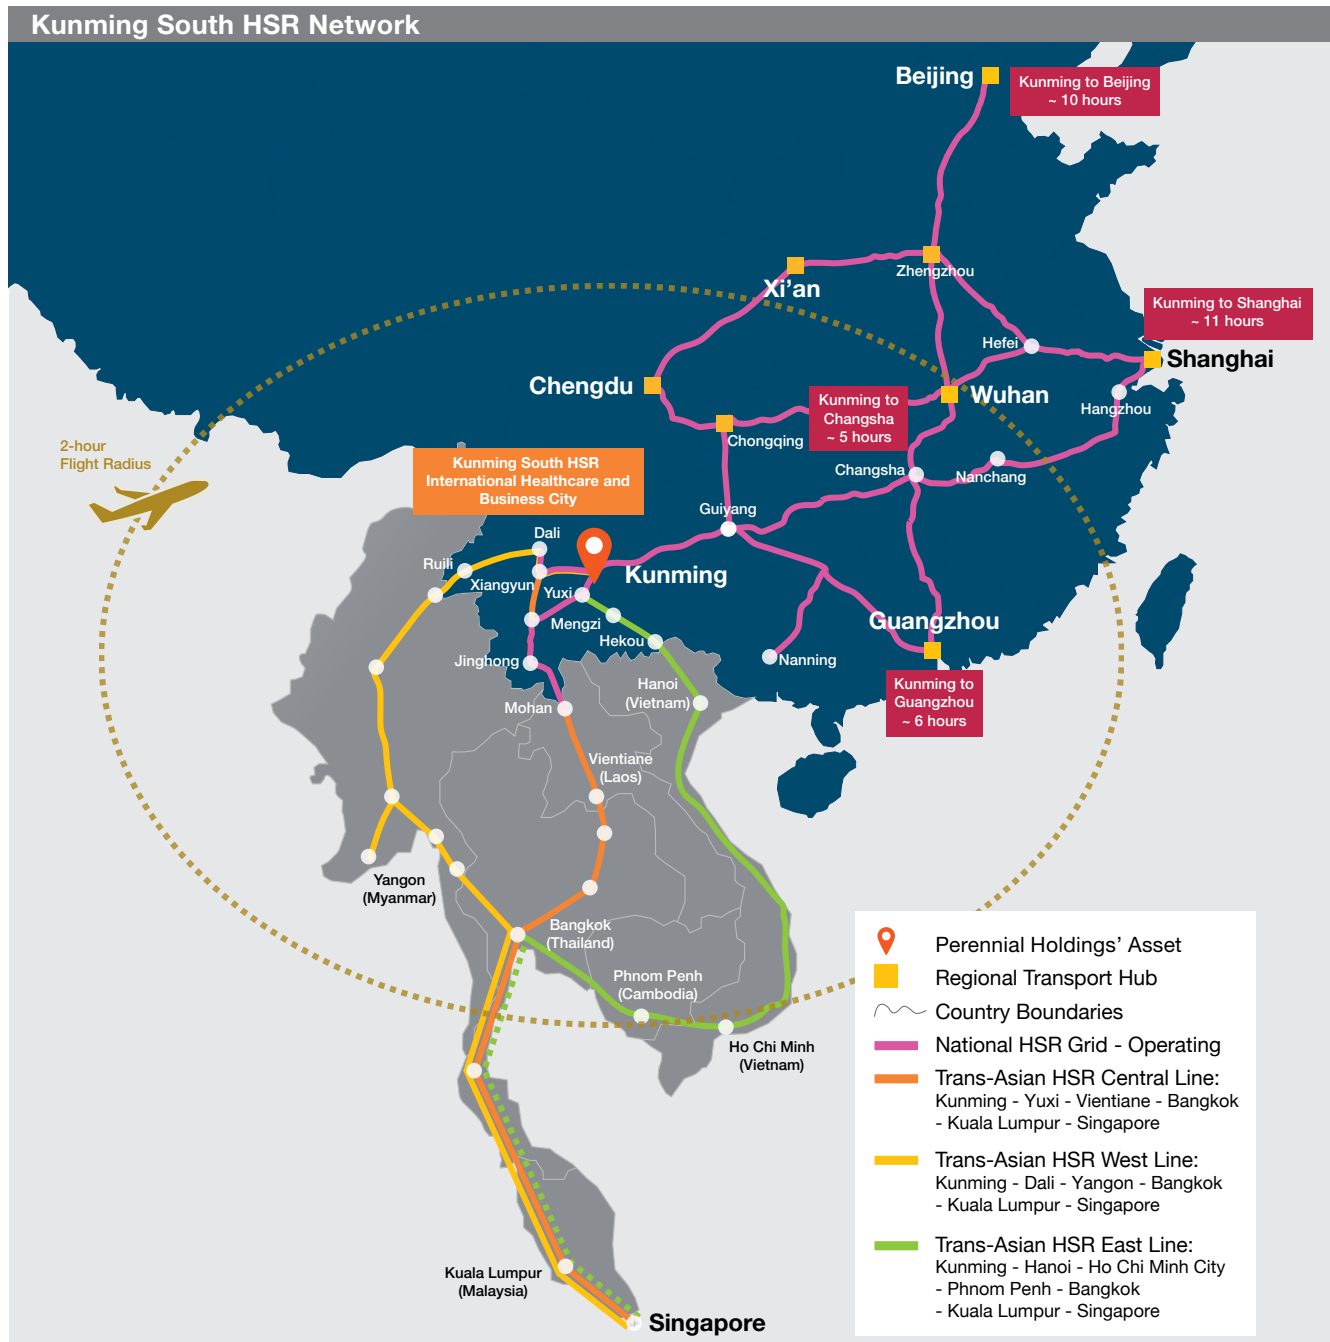 Kunming South HSR Network
Beijing
Kunming to Beijing
~ 10 hours
Zhengzhou
Xi’an
Kunming to Shanghai
~ 11 hours
Hefei
Shanghai
Chengdu
Wuhan
Kunming to
Changsha
~ 5 hours
Hangzhou
Chongqing
2-hour
Flight Radius
Kunming South HSR
International Healthcare and
Business City
Changsha
Nanchang
Guiyang
Dali
Ruili
Xiangyun
Kunming
Yuxi
Mengzi
Guangzhou
Hekou
Jinghong
Nanning
Kunming to
Guangzhou
~ 6 hours
Hanoi
(Vietnam)
Mohan
Vientiane
(Laos)
Yangon
(Myanmar)
Bangkok
(Thailand)
Phnom Penh
(Cambodia)
Ho Chi Minh
(Vietnam)
Kuala Lumpur
(Malaysia)
Singapore
Perennial Holdings’ Asset
Regional Transport Hub
Country Boundaries
National HSR Grid - Operating
Trans-Asian HSR Central Line:
Kunming - Yuxi - Vientiane - Bangkok
- Kuala Lumpur - Singapore
Trans-Asian HSR West Line:
Kunming - Dali - Yangon - Bangkok
- Kuala Lumpur - Singapore
Trans-Asian HSR East Line:
Kunming - Hanoi - Ho Chi Minh City
- Phnom Penh - Bangkok
- Kuala Lumpur - Singapore